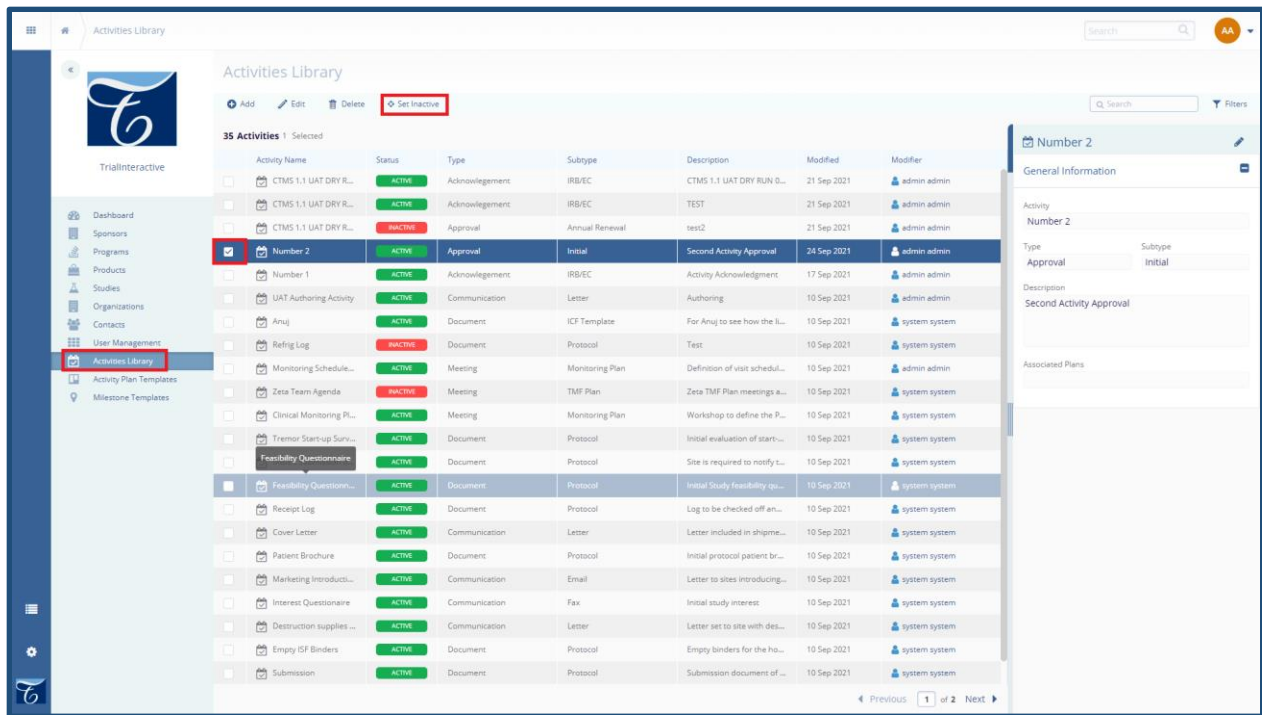 Activities Library
Search
AA
TrialInteractive
Dashboard
Sponsors
Programs
Products
Studies
Organizations
Contacts
User Management
Activities Library
Activity Plan Templates
Milestone Templates
Activities Library
Add Edit Delete Set Inactive Search Filters
35 Activities 1 Selected
Activity Name Status Type Subtype Description Modified Modifier
CTMS 1.1 UAT DRY R... ACTIVE Acknowlegement IRB/EC CTMS 1.1 UAT DRY RUN 0... 21 Sep 2021 admin admin
CTMS 1.1 UAT DRY R... ACTIVE Acknowlegement IRB/EC TEST 21 Sep 2021 admin admin
CTMS 1.1 UAT DRY R... INACTIVE Approval Annual Renewal test2 21 Sep 2021 admin admin
Number 2 ACTIVE Approval Initial Second Activity Approval 24 Sep 2021 admin admin
Number 1 ACTIVE Acknowlegement IRB/EC Activity Acknowledgment 17 Sep 2021 admin admin
UAT Authoring Activity ACTIVE Communication Letter Authoring 10 Sep 2021 admin admin
Anuj ACTIVE Document ICF Template For Anuj to see how the li... 10 Sep 2021 system system
Refrig Log INACTIVE Document Protocol Test 10 Sep 2021 system system
Monitoring Schedule... ACTIVE Meeting Monitoring Plan Definition of visit schedul... 10 Sep 2021 admin admin
Zeta Team Agenda INACTIVE Meeting TMF Plan Zeta TMF Plan meetings a... 10 Sep 2021 system system
Clinical Monitoring Pl... ACTIVE Meeting Monitoring Plan Workshop to define the P... 10 Sep 2021 system system
Tremor Start-up Surv... ACTIVE Document Protocol Initial evaluation of start-... 10 Sep 2021 system system
Feasibility Questionnaire ACTIVE Document Protocol Site is required to notify t... 10 Sep 2021 system system
Feasibility Questionn... ACTIVE Document Protocol Initial Study feasibility qu... 10 Sep 2021 system system
Receipt Log ACTIVE Document Protocol Log to be checked off an... 10 Sep 2021 system system
Cover Letter ACTIVE Communication Letter Letter included in shipme... 10 Sep 2021 system system
Patient Brochure ACTIVE Document Protocol Initial protocol patient br... 10 Sep 2021 system system
Marketing Introducti... ACTIVE Communication Email Letter to sites introducing... 10 Sep 2021 system system
Interest Questionaire ACTIVE Communication Fax Initial study interest 10 Sep 2021 system system
Destruction supplies ... ACTIVE Communication Letter Letter set to site with des... 10 Sep 2021 system system
Empty ISF Binders ACTIVE Document Protocol Empty binders for the ho... 10 Sep 2021 system system
Submission ACTIVE Document Protocol Submission document of ... 10 Sep 2021 system system
Previous 1 of 2 Next
Number 2
General Information
Activity
Number 2
Type Subtype
Approval Initial
Description
Second Activity Approval
Associated Plans